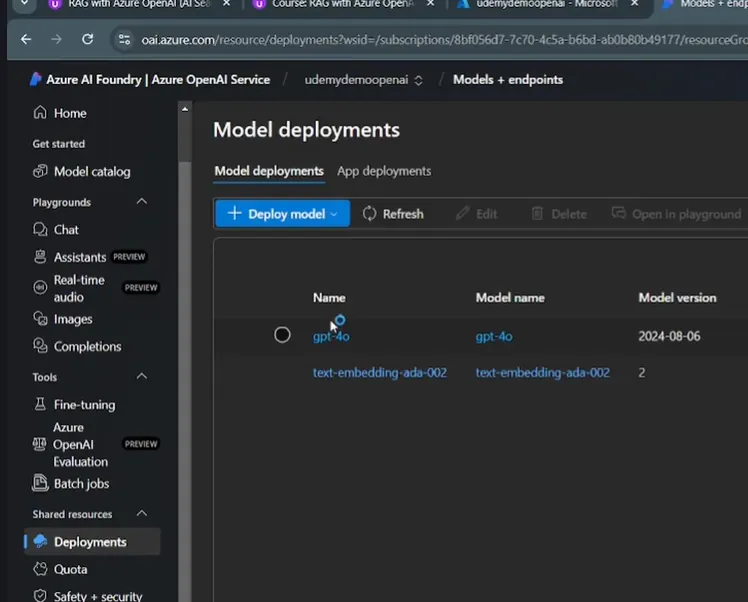 RAG with Azure OpenAI (AI Sea
Course: RAG with Azure OpenA
udemydemoopenai - Microsoft
Models + endp
oai.azure.com/resource/deployments?wsid=/subscriptions/8bf056d7-7c70-4c5a-b6bd-ab0b80b49177/resourceGro
Azure AI Foundry | Azure OpenAI Service / udemydemoopenai / Models + endpoints
Home
Get started
Model catalog
Playgrounds
Chat
Assistants PREVIEW
Real-time
audio
PREVIEW
Images
Completions
Tools
Fine-tuning
Azure
OpenAI
Evaluation
PREVIEW
Batch jobs
Shared resources
Deployments
Quota
Safety + security
Model deployments
Model deployments App deployments
+ Deploy model Refresh Edit Delete Open in playground
Name Model name Model version
gpt-4o gpt-4o 2024-08-06
text-embedding-ada-002 text-embedding-ada-002 2